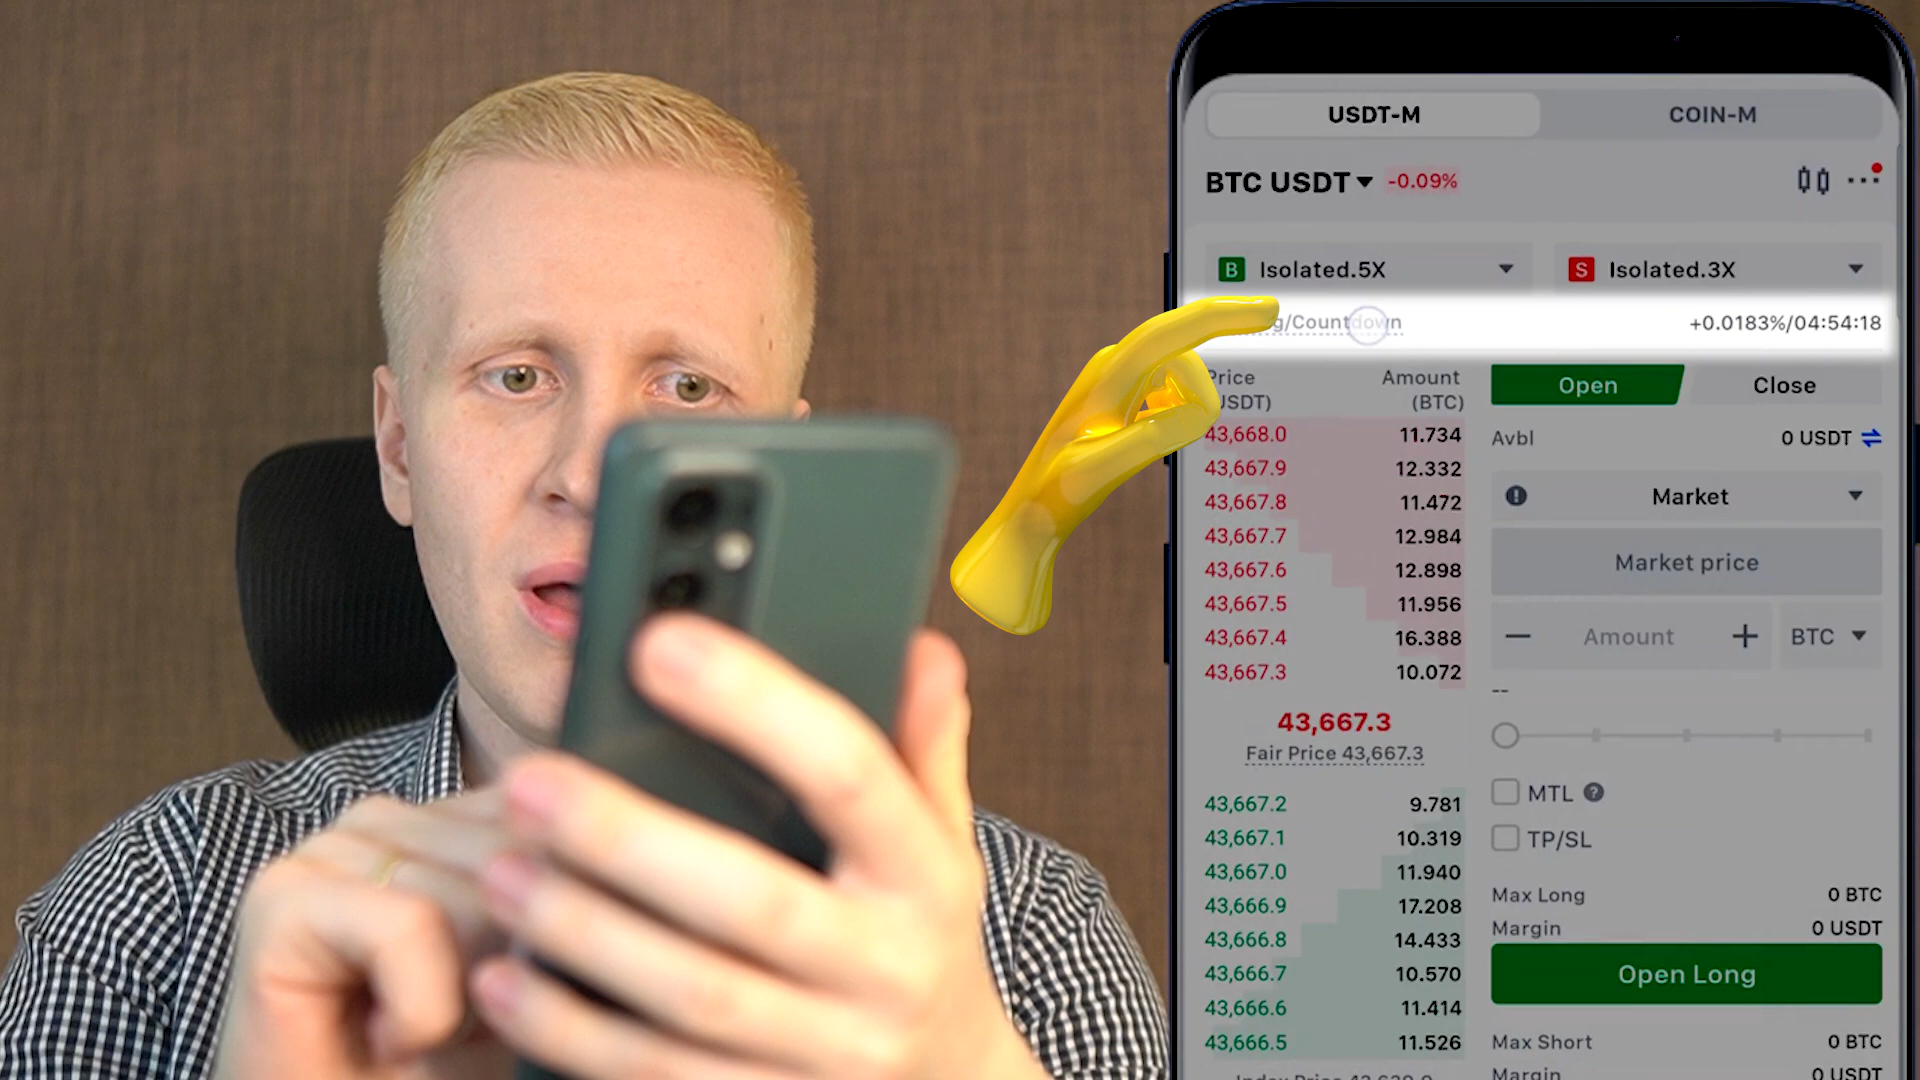 USDT-M COIN-M
BTC USDT -0.09%
B Isolated.5X S Isolated.3X
g/Countdown +0.0183%/04:54:18
Price Amount
USDT) (BTC)
Open Close
43,668.0 11.734
Avbl 0 USDT
43,667.9 12.332
43,667.8 11.472
Market
43,667.7 12.984
43,667.6 12.898
Market price
43,667.5 11.956
43,667.4 16.388
Amount BTC
43,667.3 10.072
--
43,667.3
Fair Price 43,667.3
43,667.2 9.781
MTL
43,667.1 10.319
TP/SL
43,667.0 11.940
43,666.9 17.208
Max Long 0 BTC
43,666.8 14.433
Margin 0 USDT
43,666.7 10.570
Open Long
43,666.6 11.414
43,666.5 11.526
Max Short 0 BTC
Margin 0 USDT